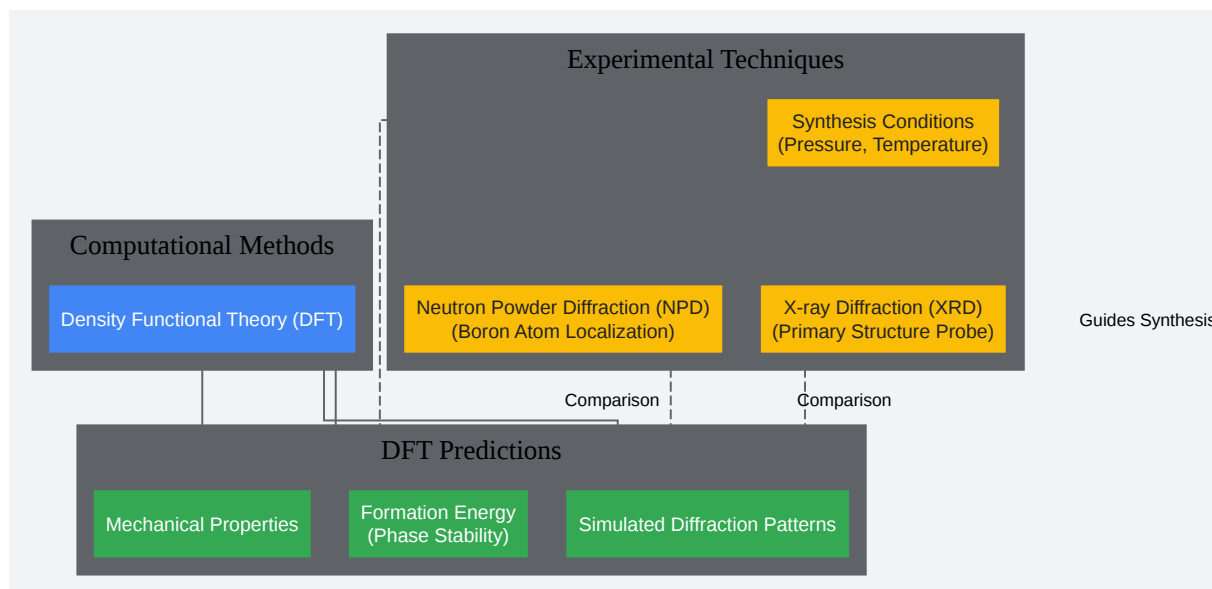 Experimental Techniques
Synthesis Conditions
(Pressure, Temperature)
Computational Methods
Density Functional Theory (DFT)
Neutron Powder Diffraction (NPD)
(Boron Atom Localization)
X-ray Diffraction (XRD)
(Primary Structure Probe)
Guides Synthesis
Comparison
Comparison
DFT Predictions
Mechanical Properties
Formation Energy
(Phase Stability)
Simulated Diffraction Patterns